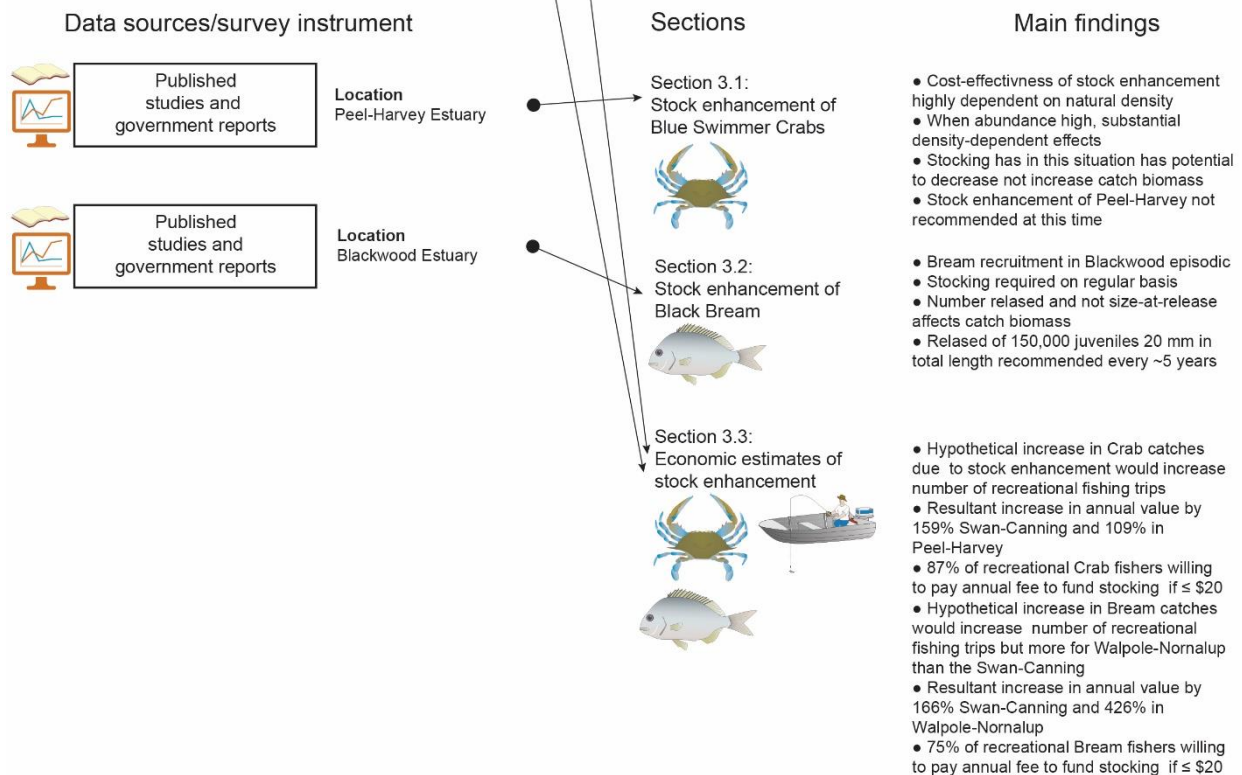 Data sources/survey instrument
Sections
Main findings
Published
studies and
government reports
Location
Peel-Harvey Estuary
Section 3.1:
Stock enhancement of
Blue Swimmer Crabs
● Cost-effectivness of stock enhancement
highly dependent on natural density
● When abundance high, substantial
density-dependent effects
● Stocking has in this situation has potential
to decrease not increase catch biomass
● Stock enhancement of Peel-Harvey not
recommended at this time
Published
studies and
government reports
Location
Blackwood Estuary
Section 3.2:
Stock enhancement of
Black Bream
● Bream recruitment in Blackwood episodic
● Stocking required on regular basis
● Number relased and not size-at-release
affects catch biomass
● Relased of 150,000 juveniles 20 mm in
total length recommended every ~5 years
Section 3.3:
Economic estimates of
stock enhancement
● Hypothetical increase in Crab catches
due to stock enhancement would increase
number of recreational fishing trips
● Resultant increase in annual value by
159% Swan-Canning and 109% in
Peel-Harvey
● 87% of recreational Crab fishers willing
to pay annual fee to fund stocking if ≤ $20
● Hypothetical increase in Bream catches
would increase number of recreational
fishing trips but more for Walpole-Nornalup
than the Swan-Canning
● Resultant increase in annual value by
166% Swan-Canning and 426% in
Walpole-Nornalup
● 75% of recreational Bream fishers willing
to pay annual fee to fund stocking if ≤ $20